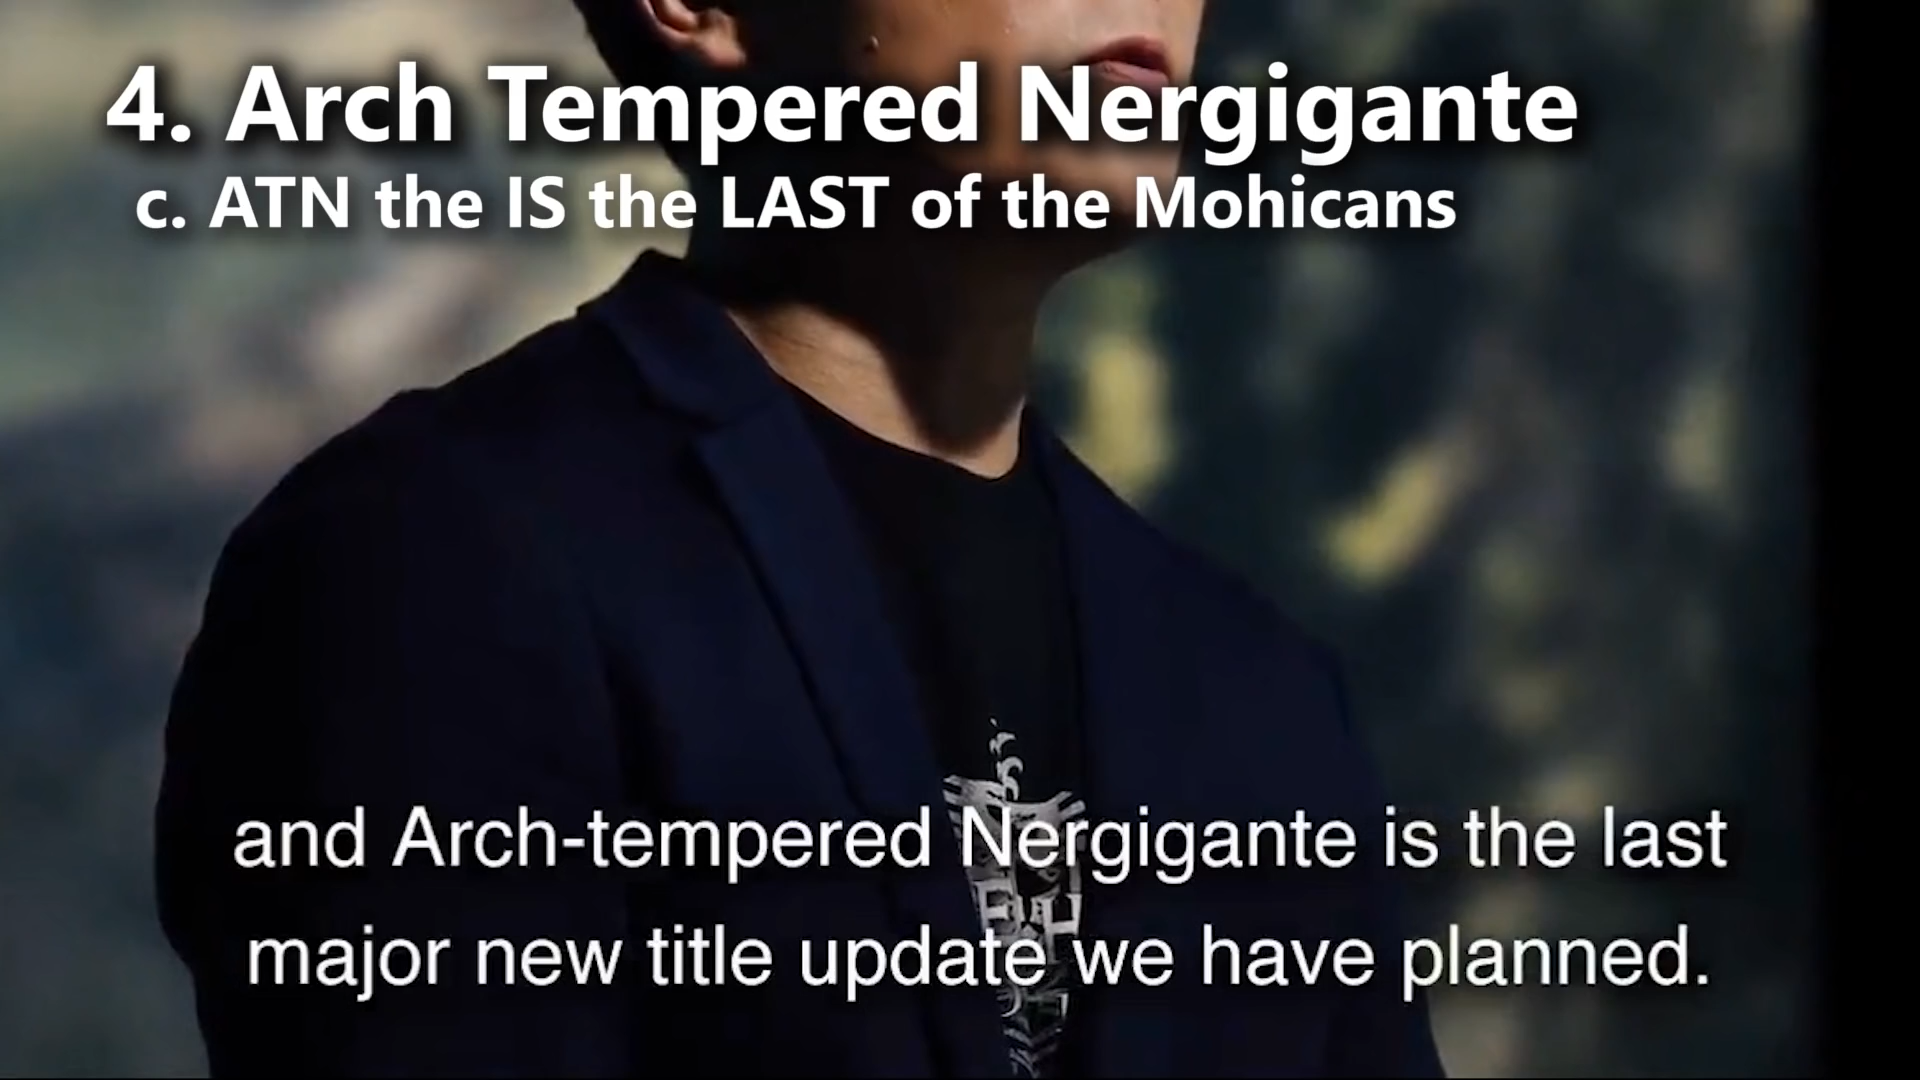 4. Arch Tempered Nergigante
c. ATN the IS the LAST of the Mohicans
and Arch-tempered Nergigante is the last
major new title update we have planned.